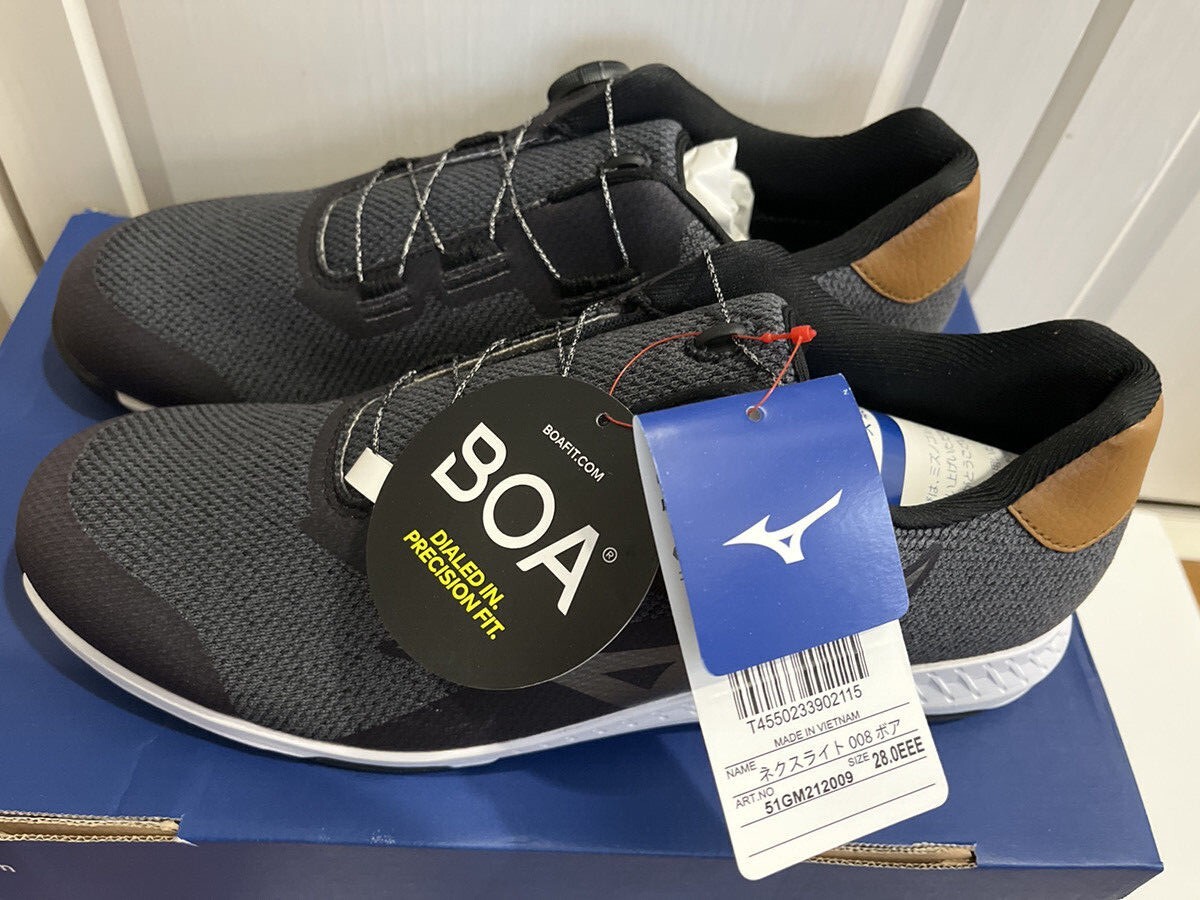 BOAFIT.COM
BOA®
DIALED IN.
PRECISION FIT.
T4550233902115
MADE IN VIETNAM
NAME ネクスライト 008 ボア
ART.NO 51GM212009 SIZE 28.0EEE